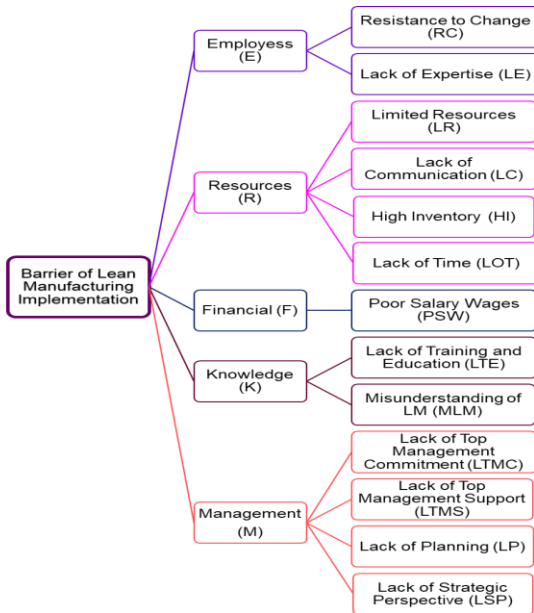 Barrier of Lean
Manufacturing
Implementation
Employess
(E)
Resistance to Change
(RC)
Lack of Expertise (LE)
Resources
(R)
Limited Resources
(LR)
Lack of
Communication (LC)
High Inventory (HI)
Lack of Time (LOT)
Financial (F)
Poor Salary Wages
(PSW)
Knowledge
(K)
Lack of Training and
Education (LTE)
Misunderstanding of
LM (MLM)
Management
(M)
Lack of Top
Management
Commitment (LTMC)
Lack of Top
Management Support
(LTMS)
Lack of Planning (LP)
Lack of Strategic
Perspective (LSP)